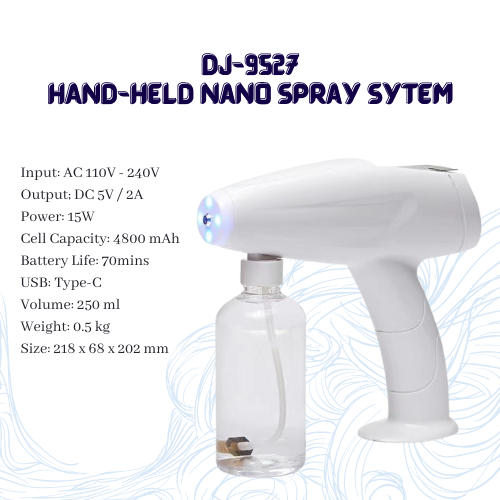 DJ-9527
HAND-HELD NANO SPRAY SYTEM
Input: AC 110V - 240V
Output; DC 5V / 2A
Power: 15W
Cell Capacity: 4800 mAh
Battery Life: 70mins
USB: Type-C
Volume: 250 ml
Weight: 0.5 kg
Size: 218 x 68 x 202 mm